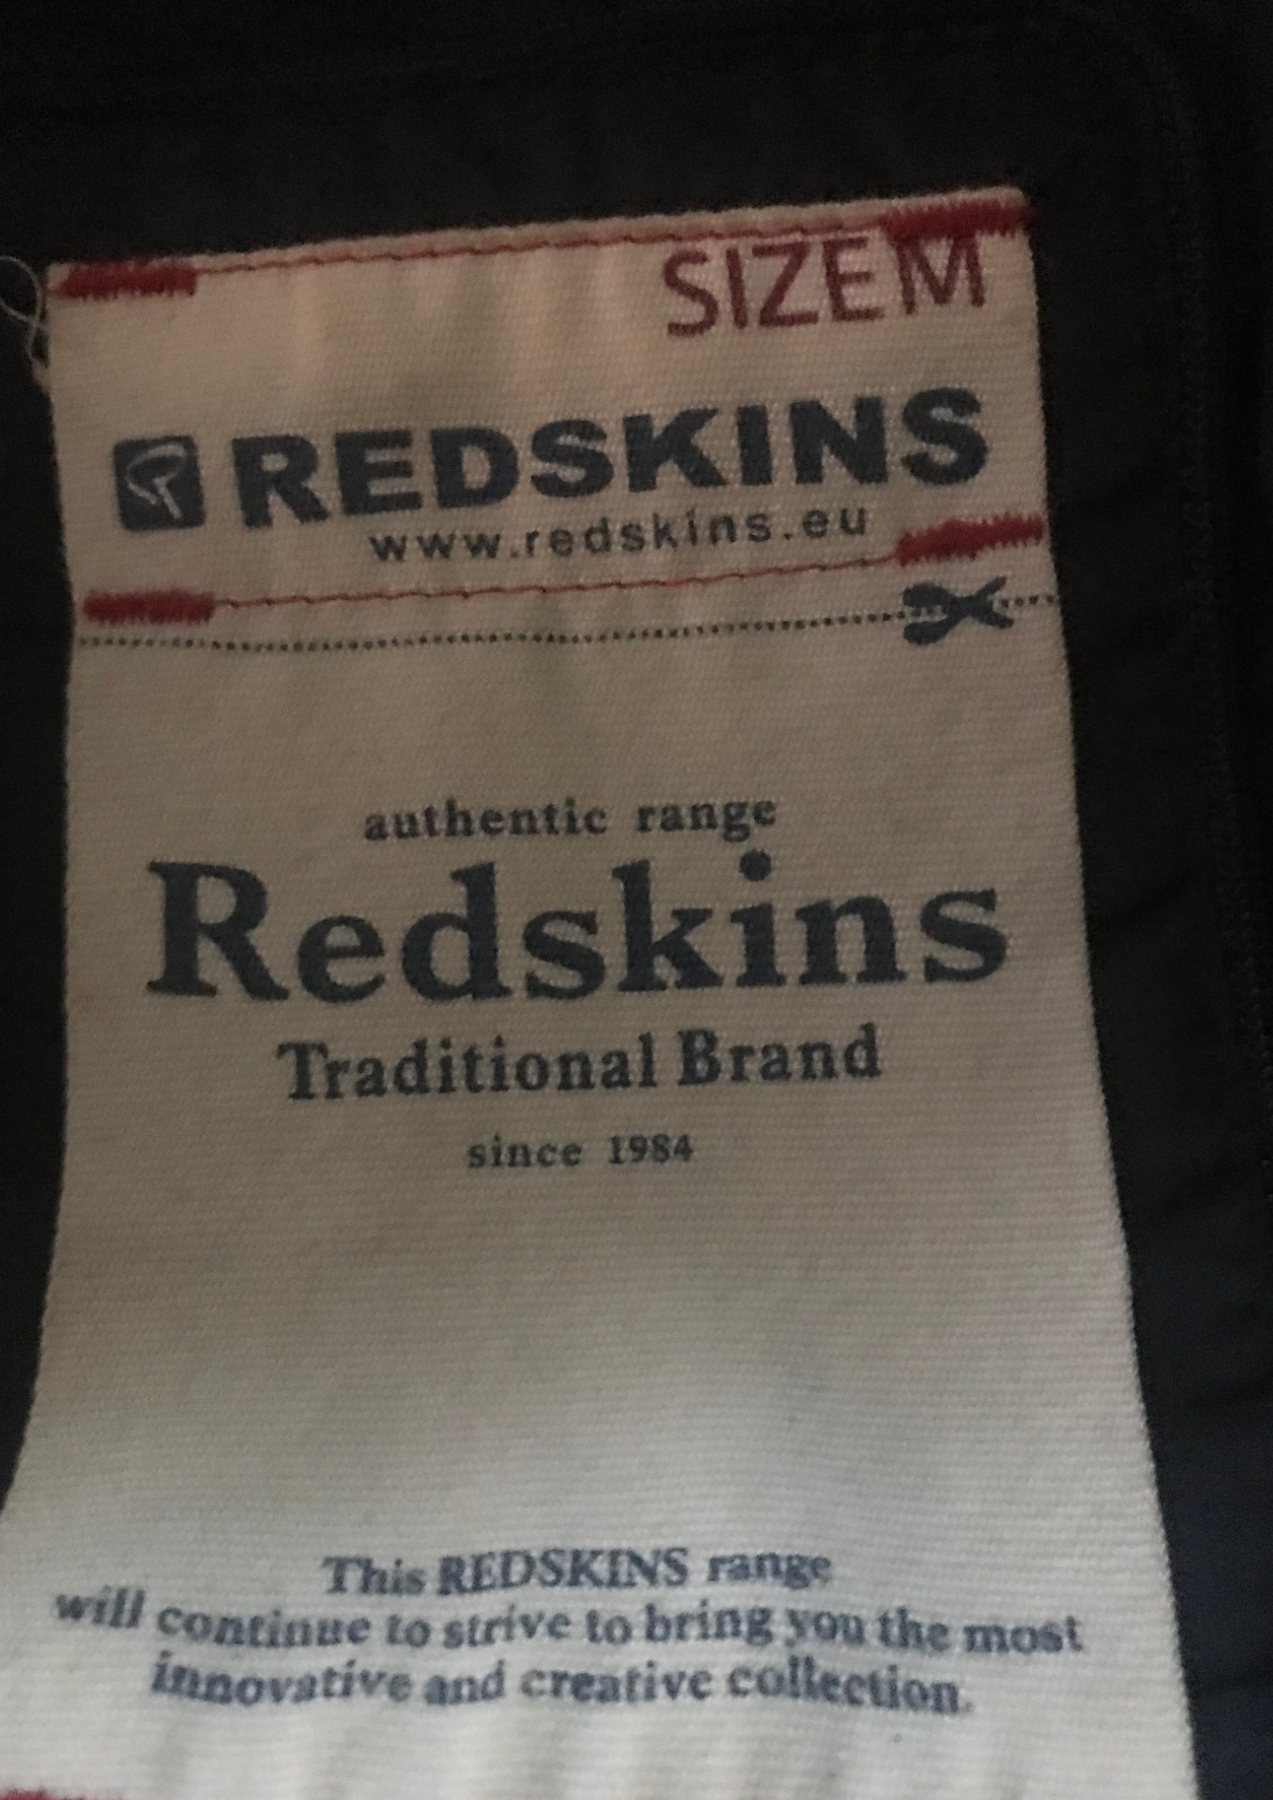 SIZE M
REDSKINS
www.redskins.eu
authentic range
Redskins
Traditional Brand
since 1984
This REDSKINS range
will continue to strive to bring you the most
innovative and creative collection.